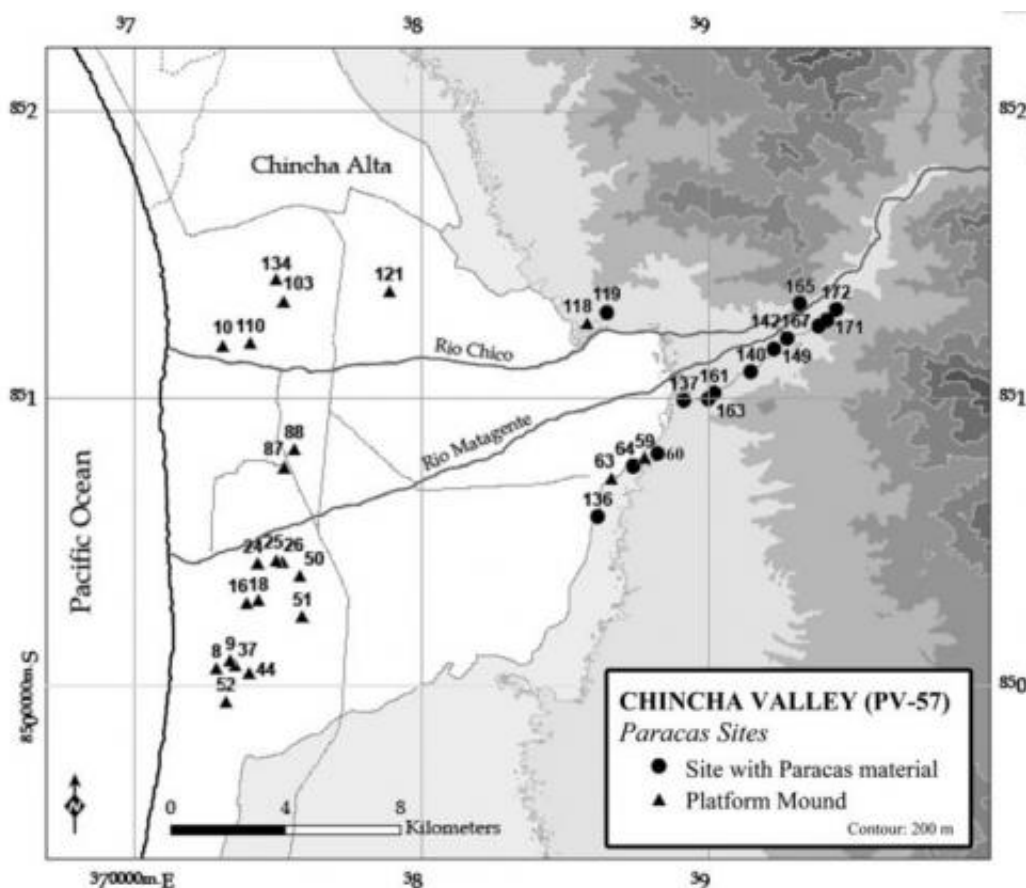 37 38 39
852 852
Chincha Alta
134
103
121
118 119
165 172
10 110
142 167
171
Rio Chico
140 149
137 161
851 851
163
88
87
Rio Matagente
64 59
60
63
136
Pacific Ocean
24 25 26 50
16 18
51
9 37
8 44
52
8500000m. S 850
CHINCHA VALLEY (PV-57)
Paracas Sites
Site with Paracas material
Platform Mound
Contour: 200 m
N
0 4 8
Kilometers
370000m. E 38 39